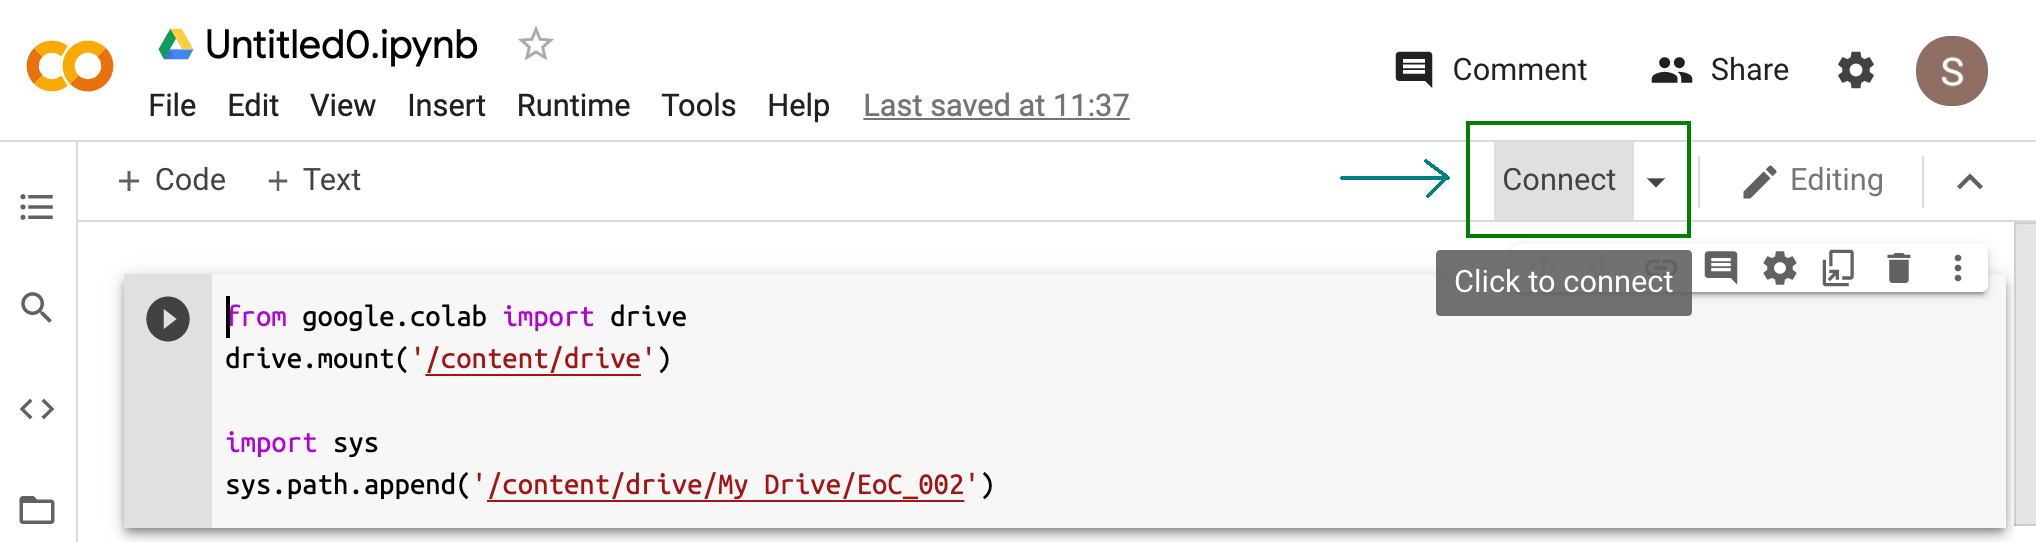 Untitled0.ipynb
File Edit View Insert Runtime Tools Help Last saved at 11:37
Comment Share S
+ Code + Text
Connect Editing
Click to connect
from google.colab import drive
drive.mount('/content/drive')
import sys
sys.path.append('/content/drive/My Drive/EoC_002')